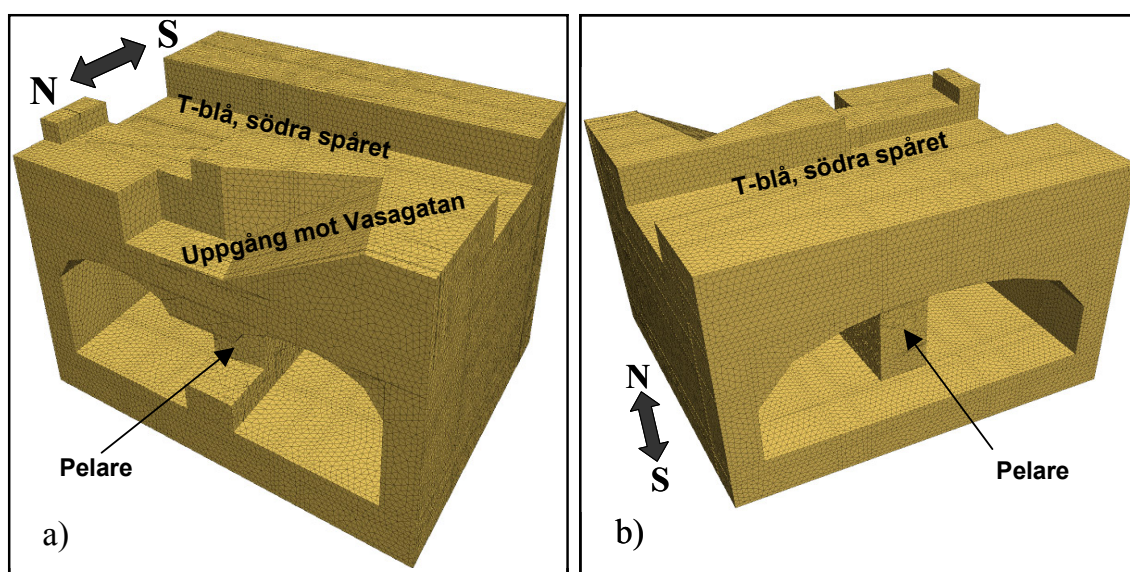 S
N
T-blå, södra spåret
Uppgång mot Vasagatan
Pelare
a)
T-blå, södra spåret
N
S
Pelare
b)